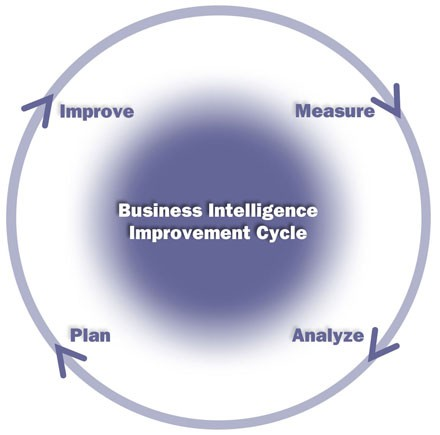 Improve
Measure
Business Intelligence
Improvement Cycle
Plan
Analyze